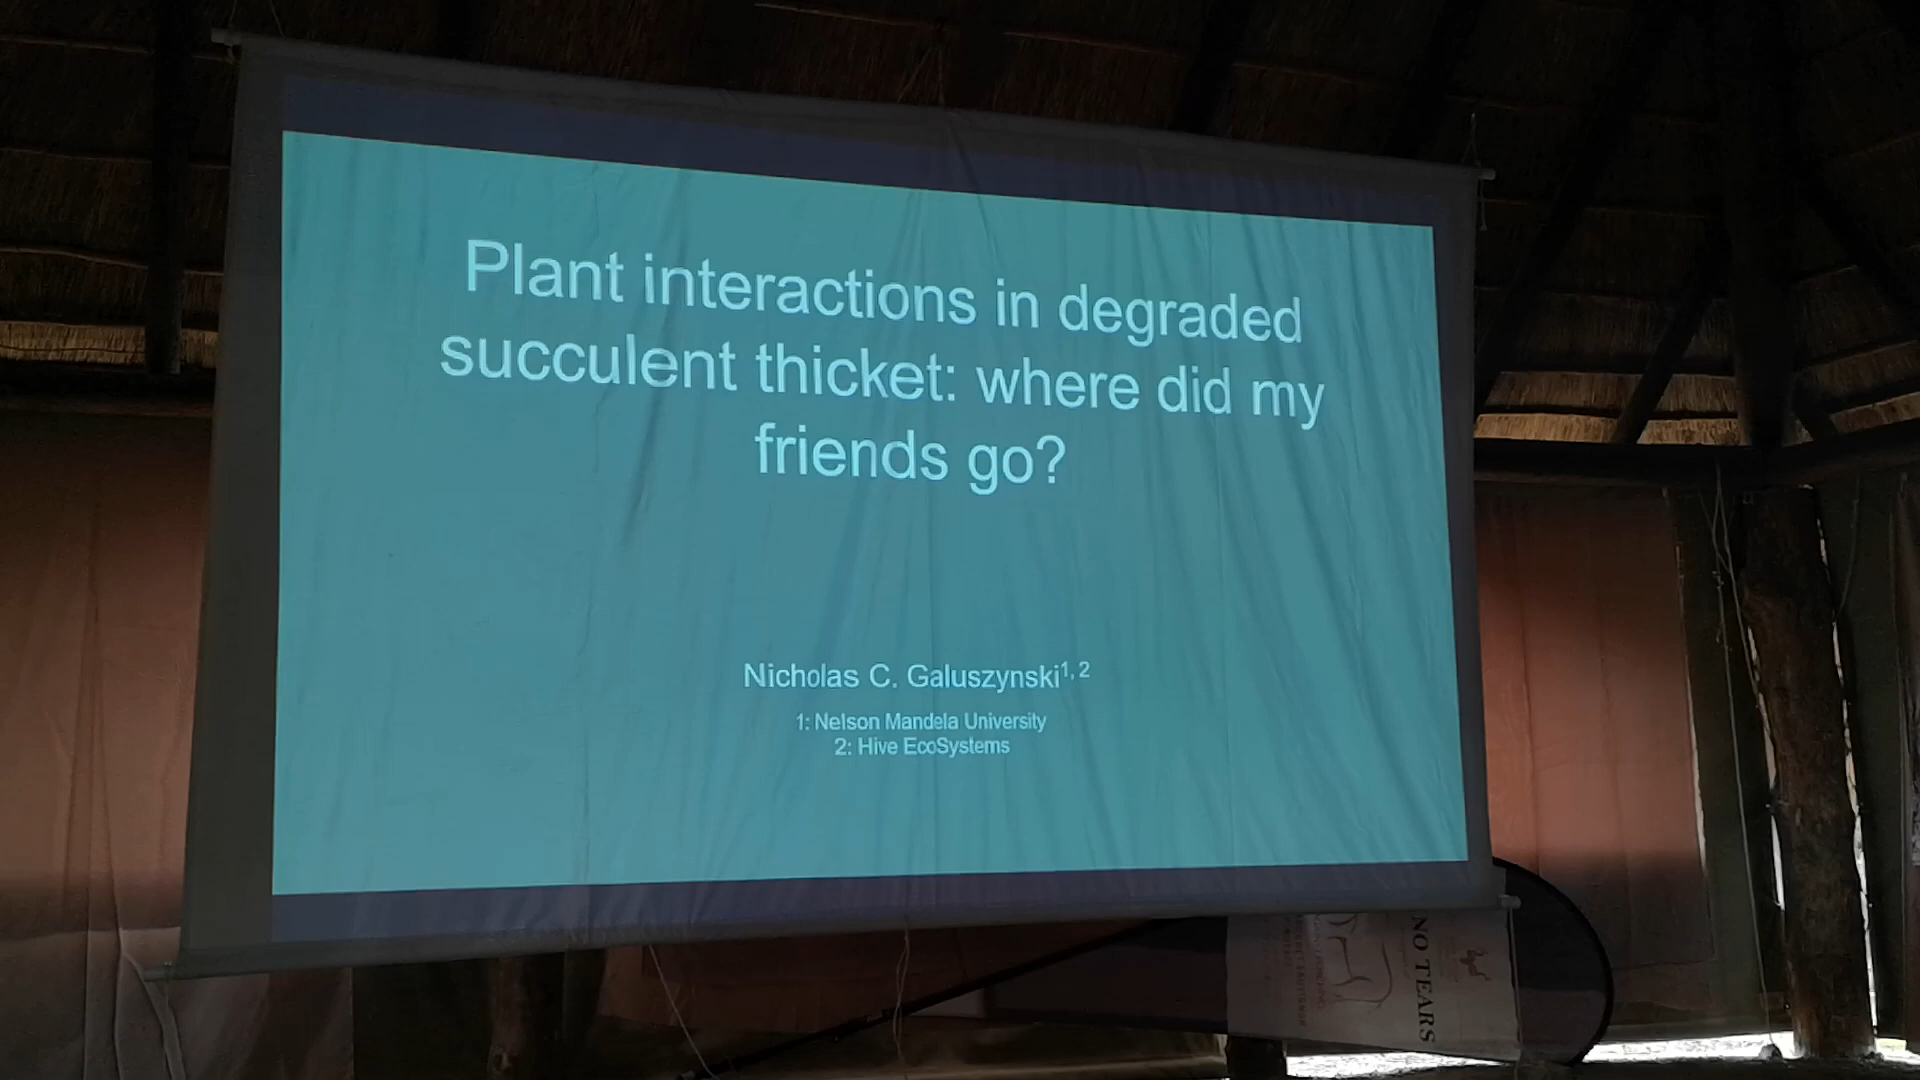 Plant interactions in degraded
succulent thicket: where did my
friends go?
Nicholas C. Galuszynski1, 2
1: Nelson Mandela University
2: Hive EcoSystems
NO TEARS